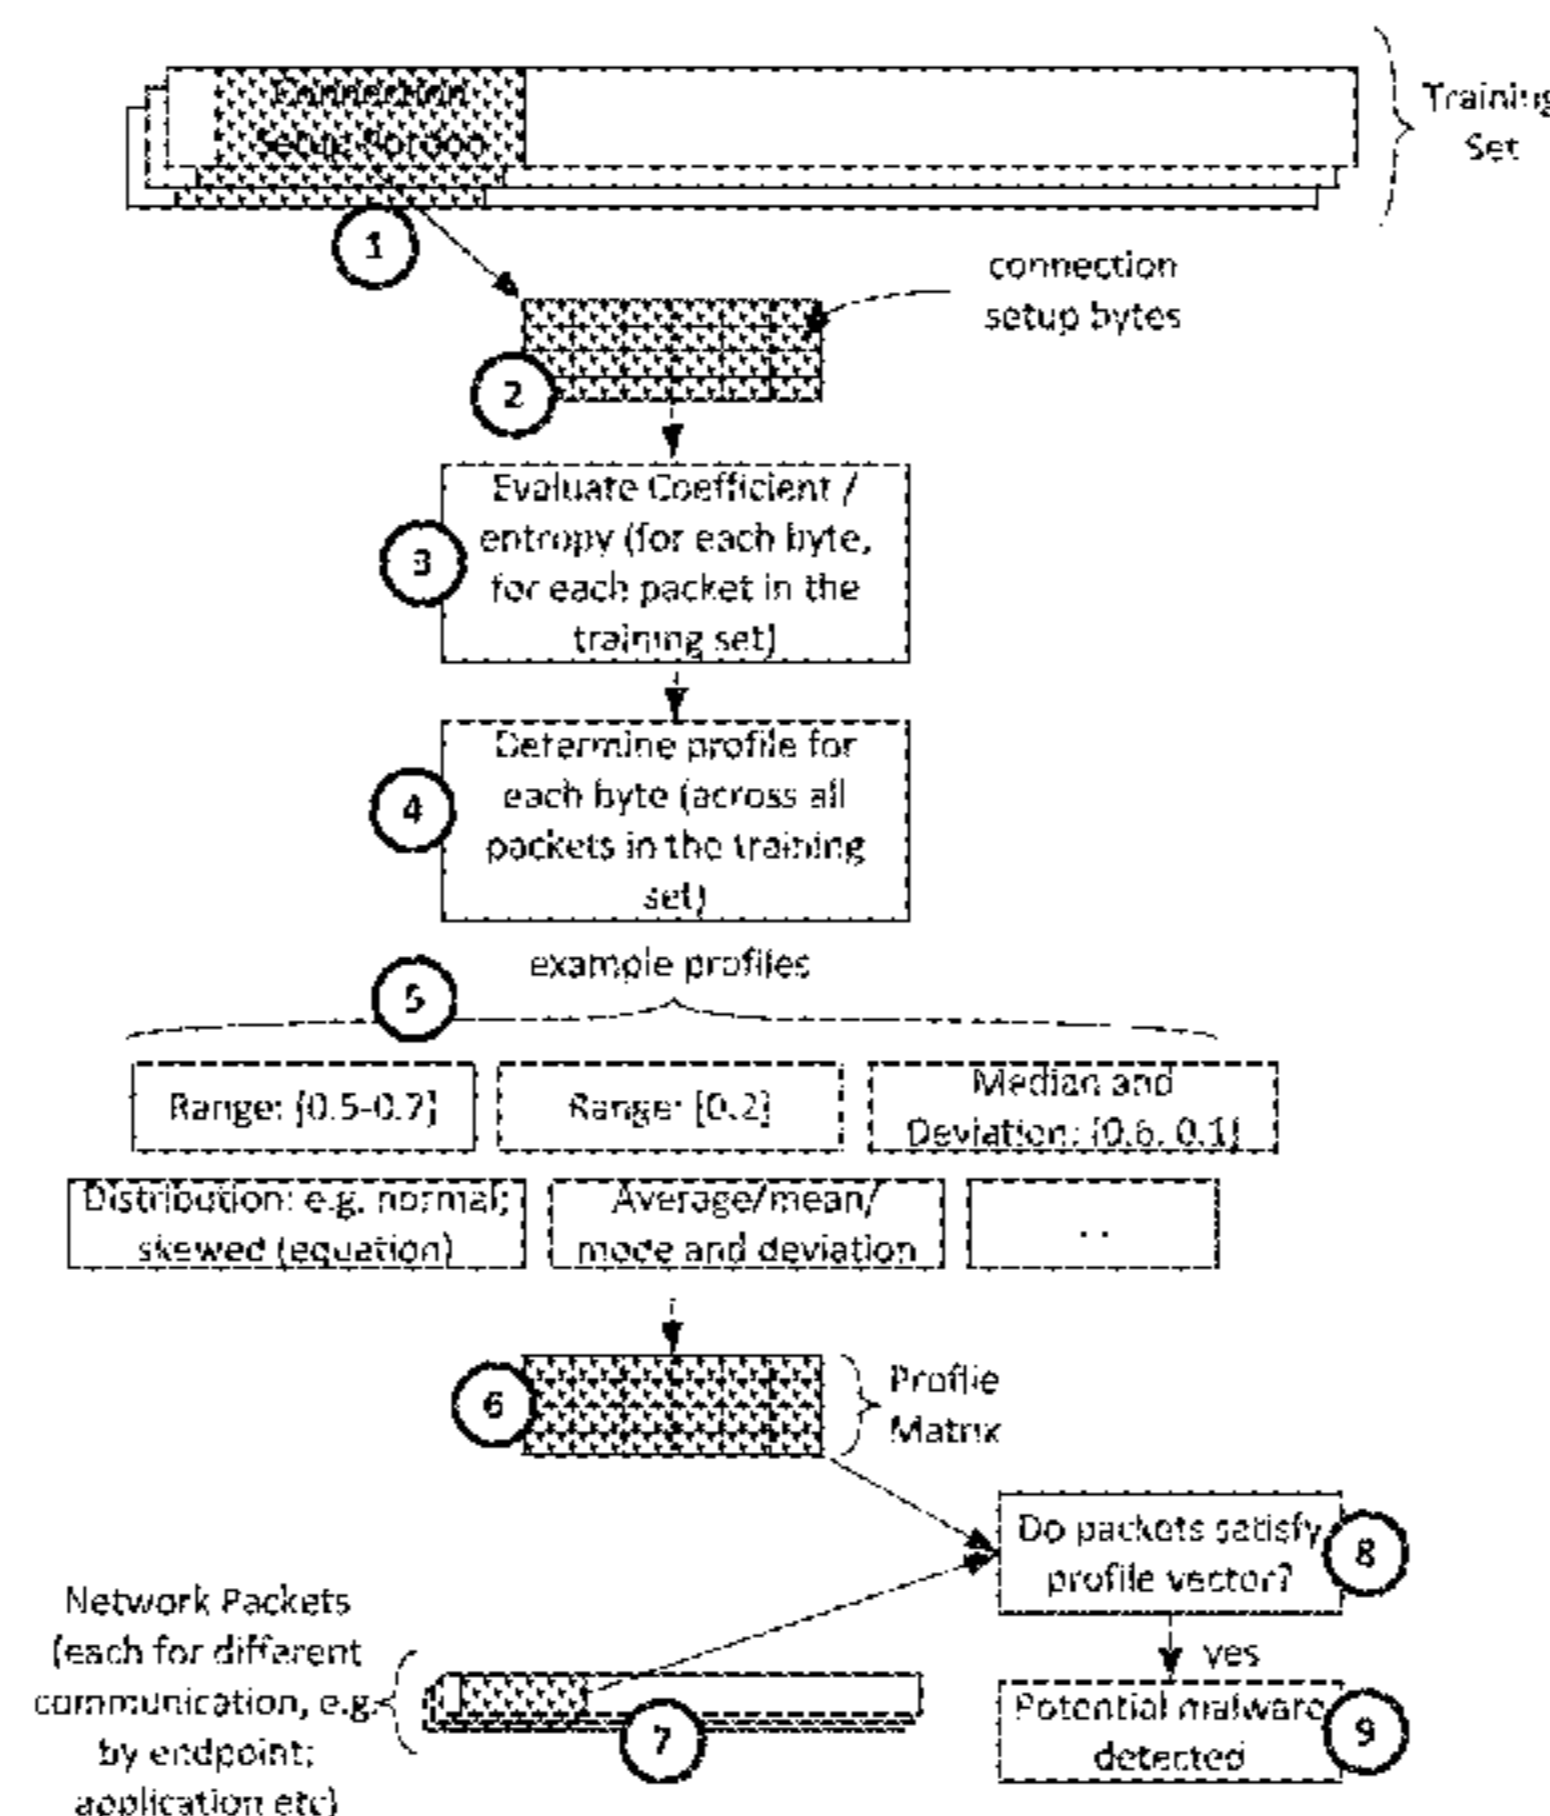 Connection
Setup Portion
Training
Set
1
connection
setup bytes
2
Evaluate Coefficient /
entropy (for each byte,
for each packet in the
training set)
3
Determine profile for
each byte (across all
packets in the training
set)
4
example profiles
5
Range: [0.5-0.7]
Range: [0.2]
Median and
Deviation: [0.6, 0.1]
Distribution: e.g. normal;
skewed (equation)
Average/mean/
mode and deviation
. .
6
Profile
Matrix
Do packets satisfy
profile vector?
8
Network Packets
(each for different
communication, e.g.
by endpoint;
application etc)
7
yes
Potential malware
detected
9